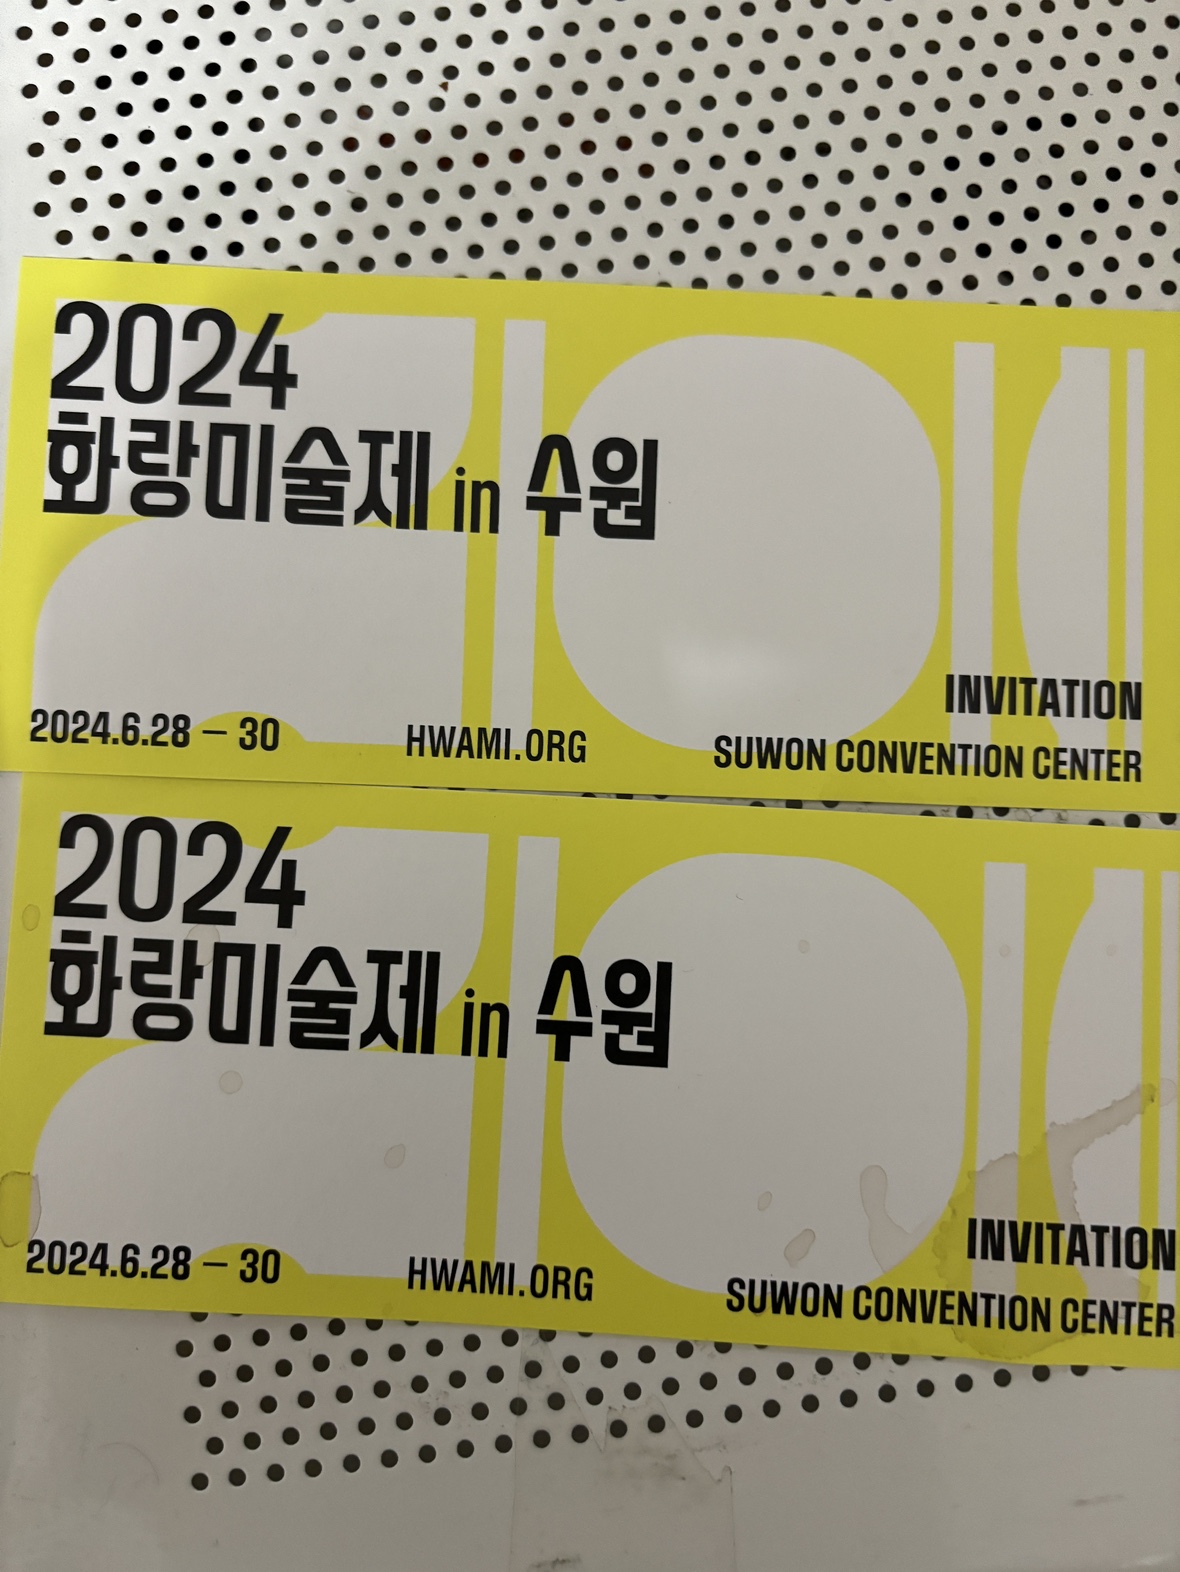 2024
화랑미술제 in 수원
INVITATION
2024.6.28 – 30 HWAMI.ORG SUWON CONVENTION CENTER
2024
화랑미술제 in 수원
INVITATION
2024.6.28 – 30 HWAMI.ORG SUWON CONVENTION CENTER